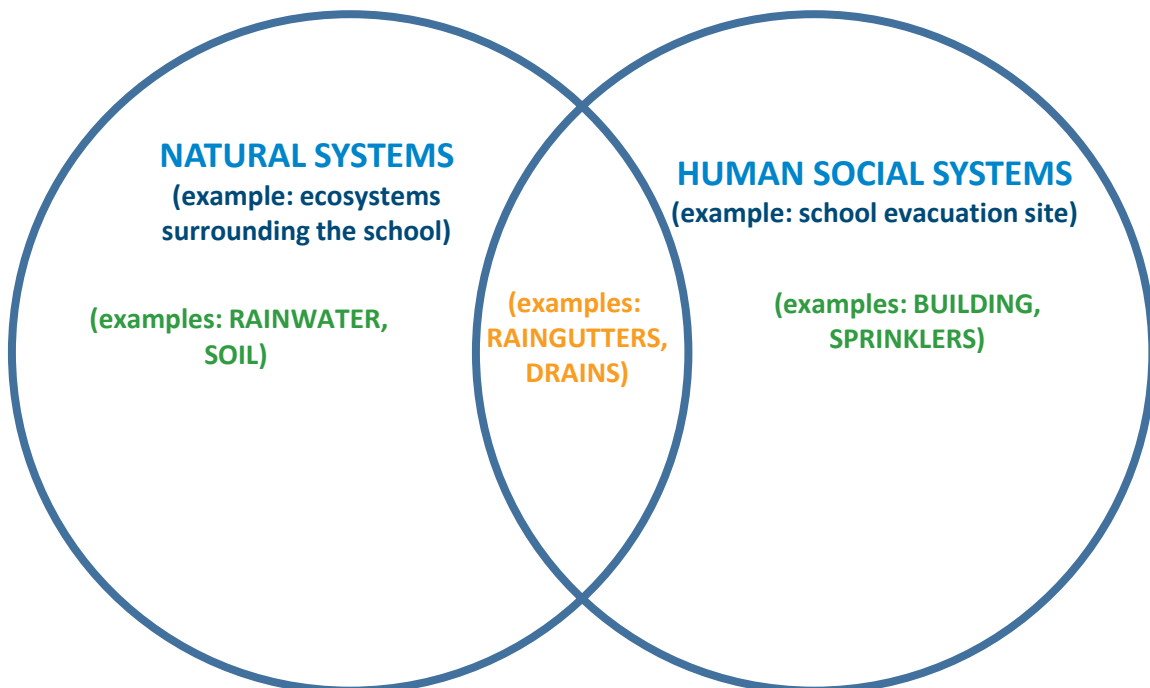 NATURAL SYSTEMS
(example: ecosystems
surrounding the school)
(examples: RAINWATER,
SOIL)
(examples:
RAINGUTTERS,
DRAINS)
HUMAN SOCIAL SYSTEMS
(example: school evacuation site)
(examples: BUILDING,
SPRINKLERS)